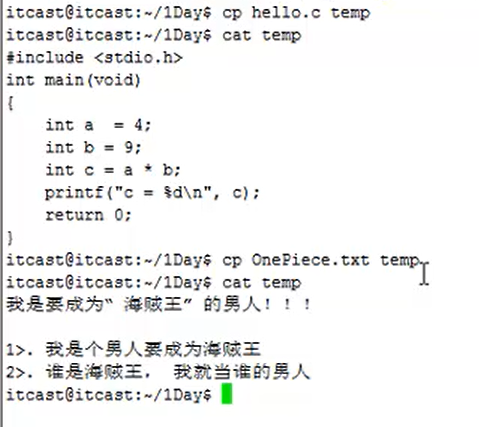 itcast@itcast:~/1Day$ cp hello.c temp
itcast@itcast:~/1Day$ cat temp
#include <stdio.h>
int main(void)
{
    int a  = 4;
    int b = 9;
    int c = a * b;
    printf("c = %d\n", c);
    return 0;
}
itcast@itcast:~/1Day$ cp OnePiece.txt temp
itcast@itcast:~/1Day$ cat temp
我是要成为“ 海贼王” 的男人！！！

1>. 我是个男人要成为海贼王
2>. 谁是海贼王， 我就当谁的男人
itcast@itcast:~/1Day$